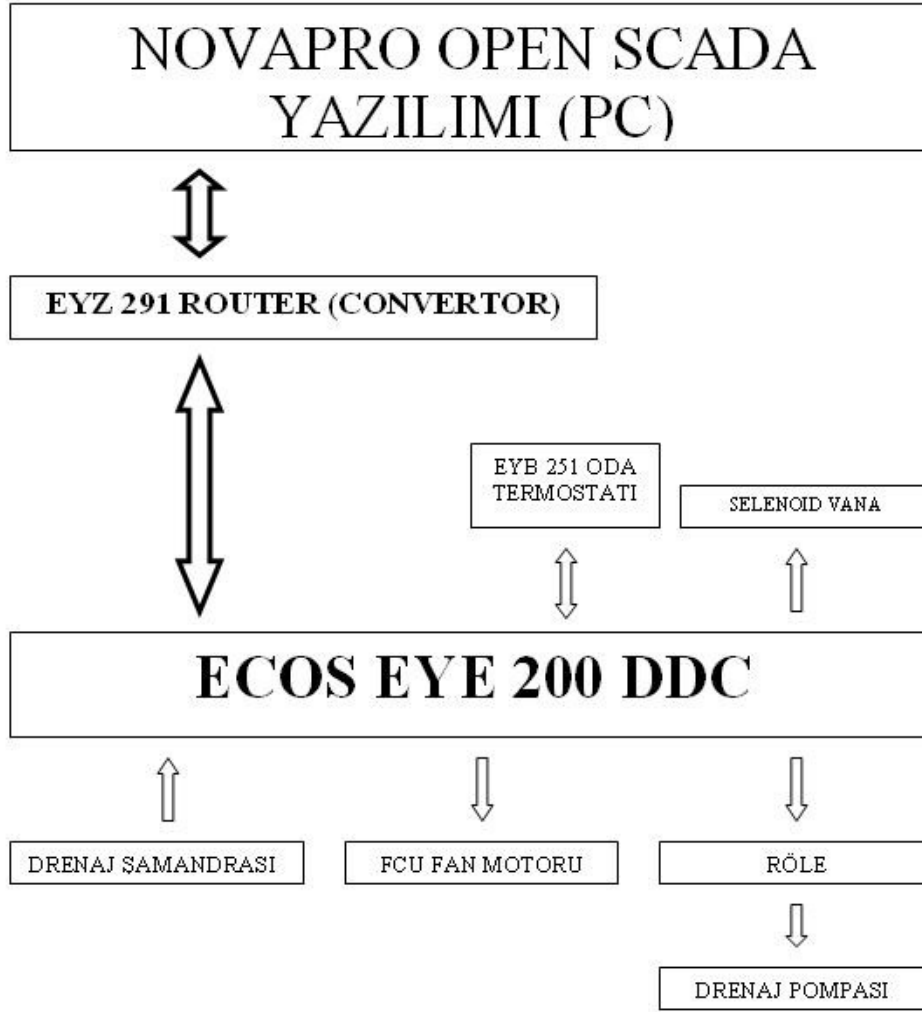 NOVAPRO OPEN SCADA
YAZILIMI (PC)
EYZ 291 ROUTER (CONVERTOR)
EYB 251 ODA
TERMOSTATI
SELENOID VANA
ECOS EYE 200 DDC
DRENAJ ŞAMANDRASI
FCU FAN MOTORU
RÖLE
DRENAJ POMPASI